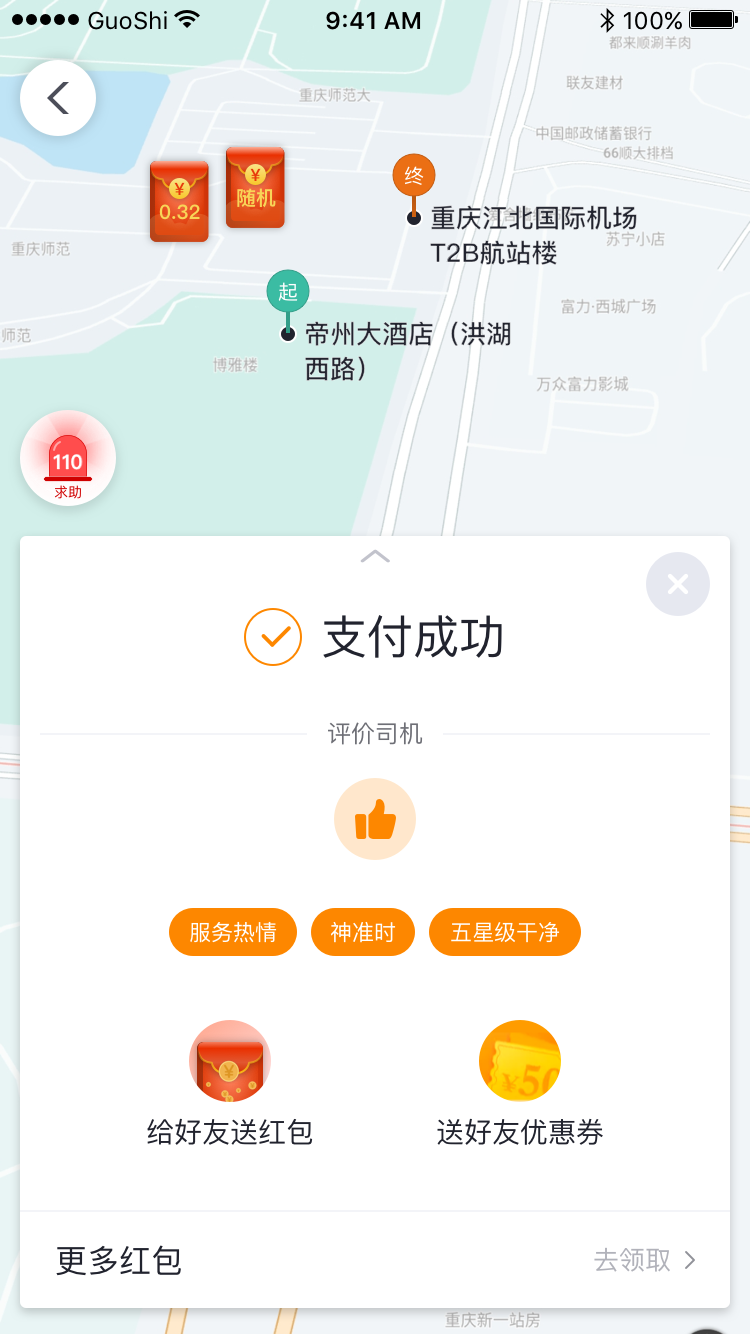 GuoShi 9:41 AM 100%
都来顺涮羊肉
联友建材
重庆师范大
中国邮政储蓄银行
66顺大排档
¥
0.32
¥
随机
终
重庆江北国际机场
T2B航站楼
苏宁小店
重庆师范
起
帝州大酒店（洪湖
西路）
富力·西城广场
师范
博雅楼
万众富力影城
110
求助
支付成功
评价司机
服务热情
神准时
五星级干净
¥
¥50
给好友送红包
送好友优惠券
更多红包
去领取
重庆新一站房